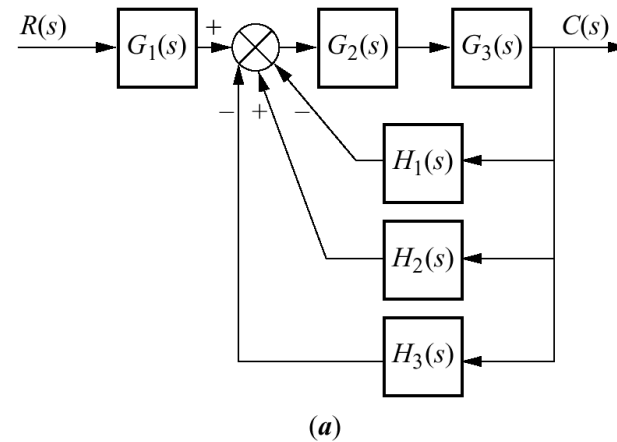 R(s) G₁(s) + G₂(s) G₃(s) C(s)
− + −
H₁(s)
H₂(s)
H₃(s)
(a)